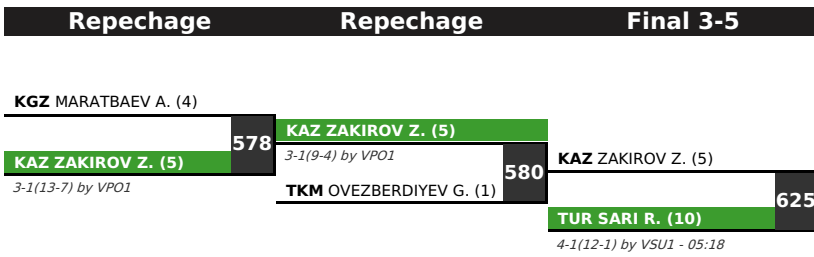 Repechage
Repechage
Final 3-5
KGZ MARATBAEV A. (4)
578
KAZ ZAKIROV Z. (5)
3-1(13-7) by VPO1
KAZ ZAKIROV Z. (5)
3-1(9-4) by VPO1
580
TKM OVEZBERDIYEV G. (1)
KAZ ZAKIROV Z. (5)
625
TUR SARI R. (10)
4-1(12-1) by VSU1 - 05:18